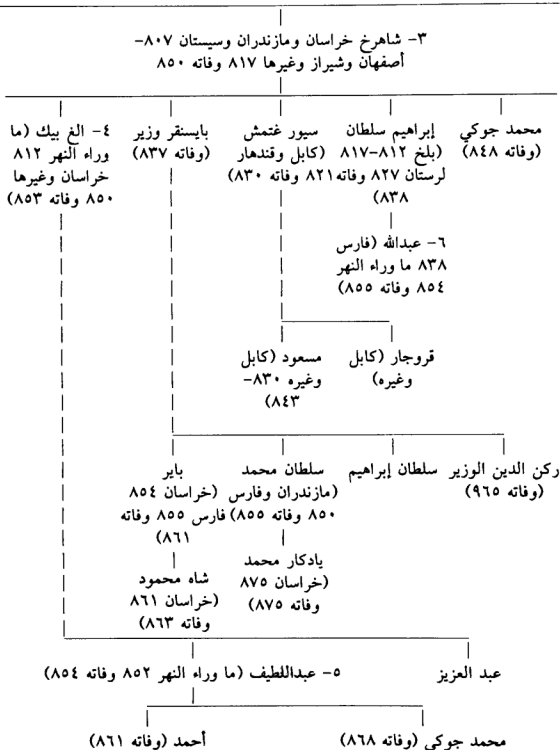 ٣- شاهرخ خراسان ومازندران وسيستان ٨٠٧-
أصفهان وشيراز وغيرها ٨١٧ وفاته ٨٥٠
محمد جوكي
(وفاته ٨٤٨)
إبراهيم سلطان
(بلخ ٨١٢-٨١٧
لرستان ٨٢٧ وفاته
٨٣٨)
سيور غتمش
(كابل وقندهار
٨٢١ وفاته ٨٣٠)
بايسنقر وزير
(وفاته ٨٣٧)
٤- الغ بيك (ما
وراء النهر ٨١٢
خراسان وغيرها
٨٥٠ وفاته ٨٥٣)
٦- عبدالله (فارس
٨٣٨ ما وراء النهر
٨٥٤ وفاته ٨٥٥)
قروجار (كابل
وغيره)
مسعود (كابل
وغيره ٨٣٠-
٨٤٣)
ركن الدين الوزير
(وفاته ٩٦٥)
سلطان إبراهيم
سلطان محمد
(مازندران وفارس
٨٥٠ وفاته ٨٥٥)
باير
(خراسان ٨٥٤
فارس ٨٥٥ وفاته
٨٦١)
يادكار محمد
(خراسان ٨٧٥
وفاته ٨٧٥)
شاه محمود
(خراسان ٨٦١
وفاته ٨٦٣)
عبد العزيز
٥- عبداللطيف (ما وراء النهر ٨٥٢ وفاته ٨٥٤)
محمد جوكي (وفاته ٨٦٨)
أحمد (وفاته ٨٦١)